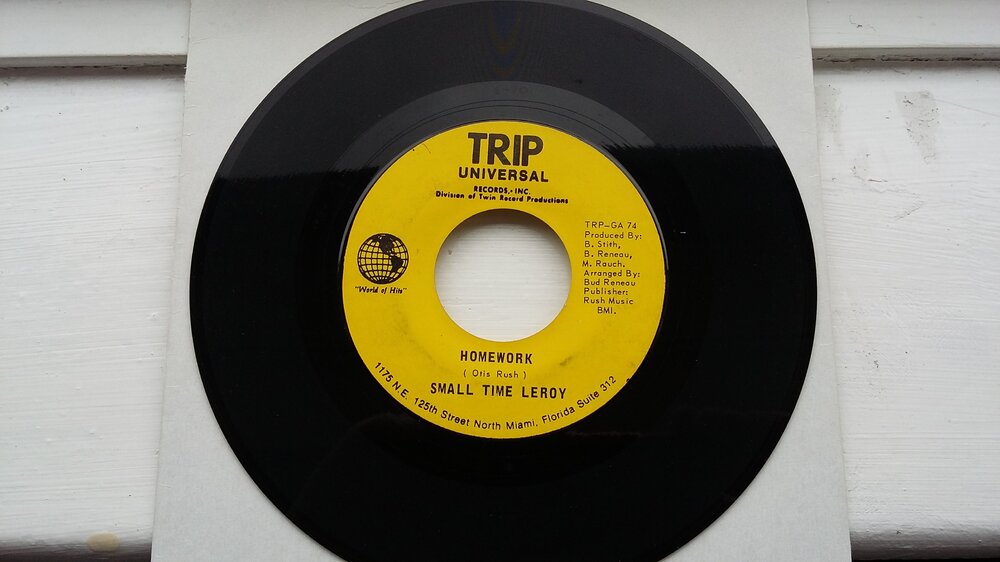 TRIP
UNIVERSAL
RECORDS, INC.
Division of Twin Record Productions
TRP-GA 74
Produced By:
B. Stith,
B. Reneau,
M. Rauch.
Arranged By:
Bud Reneau
Publisher:
Rush Music
BMI.
"World of Hits"
HOMEWORK
( Otis Rush )
SMALL TIME LEROY
1175 N.E. 125th Street North Miami, Florida Suite 312